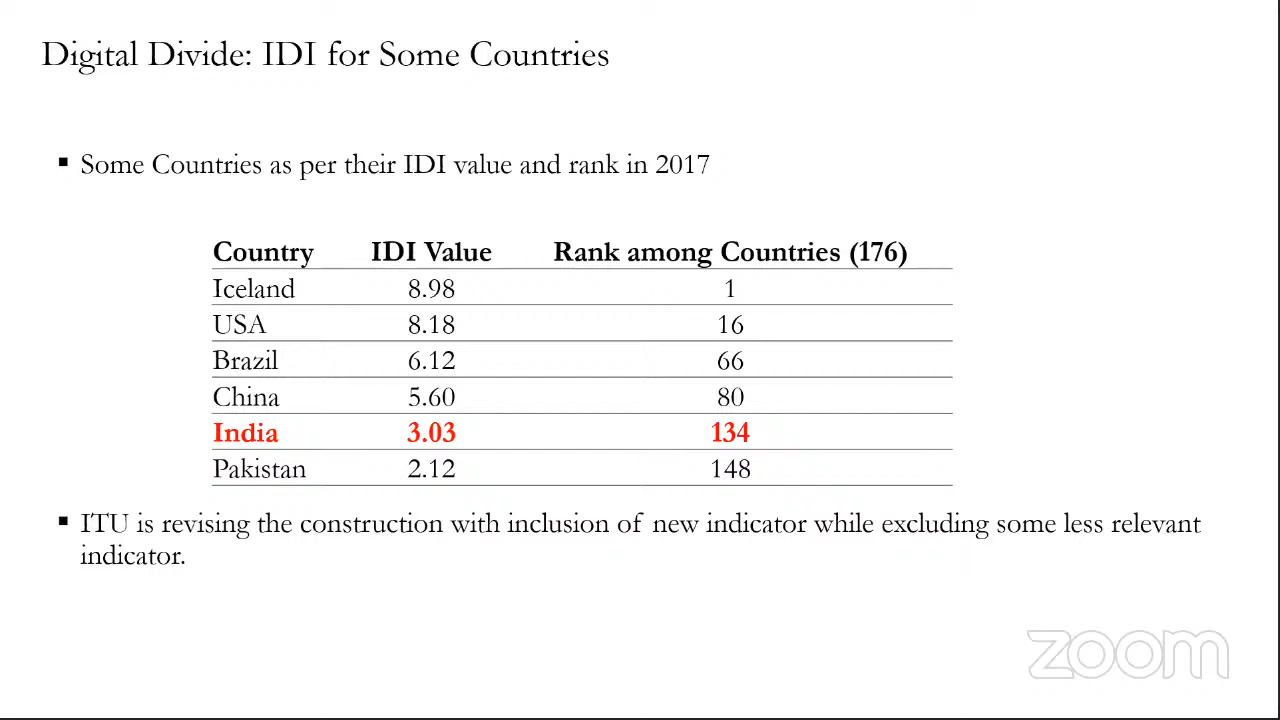 Digital Divide: IDI for Some Countries
▪ Some Countries as per their IDI value and rank in 2017
Country IDI Value Rank among Countries (176)
Iceland 8.98 1
USA 8.18 16
Brazil 6.12 66
China 5.60 80
India 3.03 134
Pakistan 2.12 148
▪ ITU is revising the construction with inclusion of new indicator while excluding some less relevant
indicator.
zoom